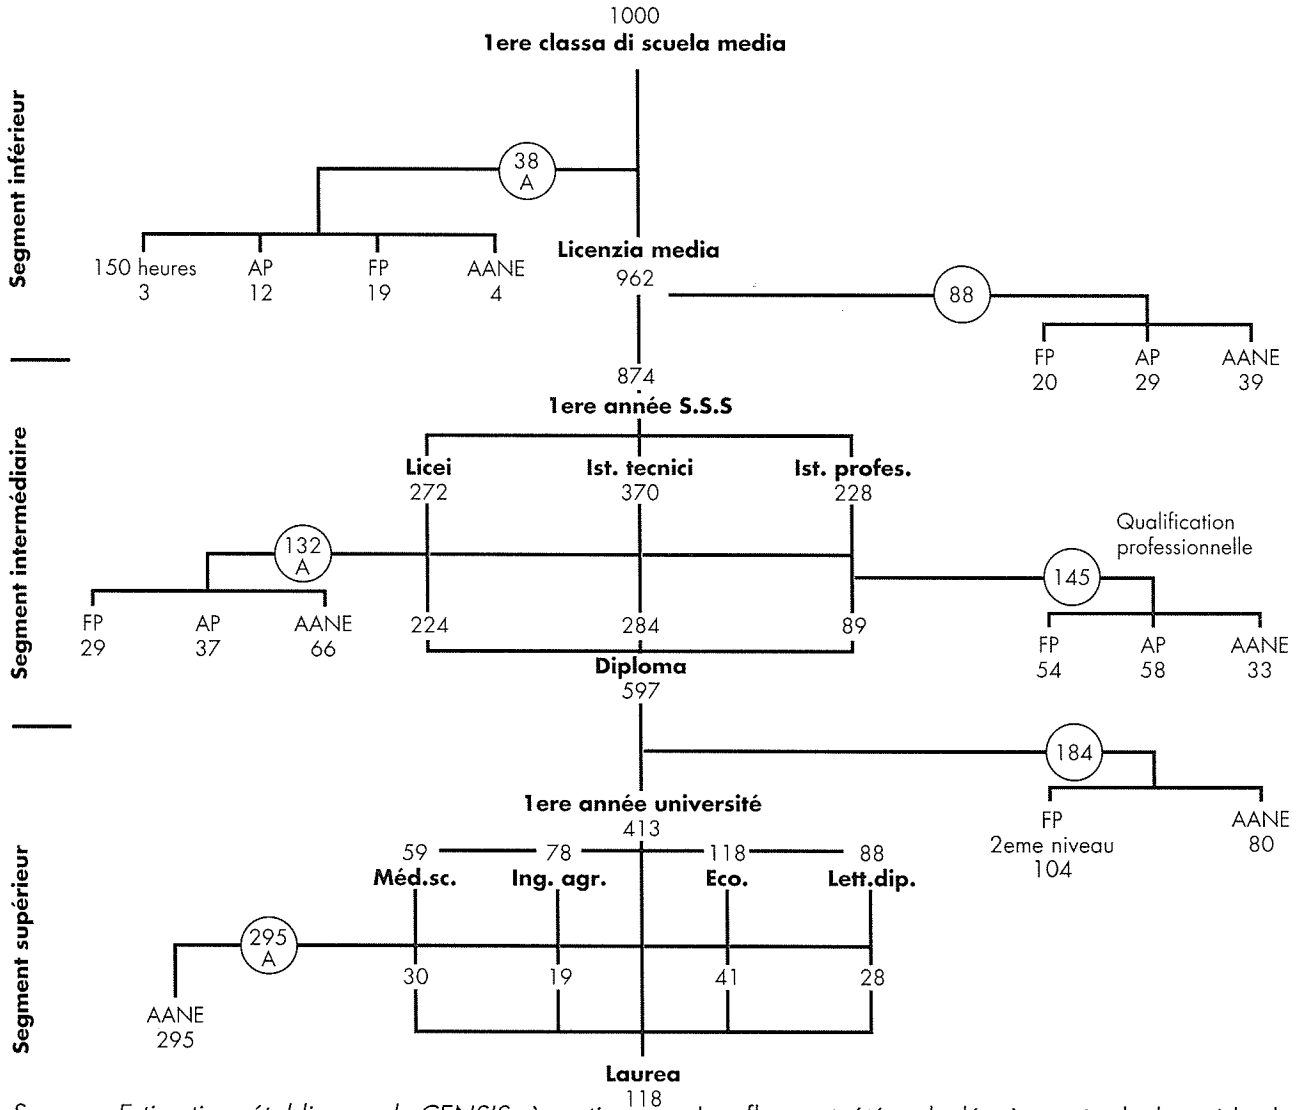 1000
1ere classa di scuela media
Segment inférieur
38
A
150 heures
3
AP
12
FP
19
AANE
4
Licenzia media
962
88
FP
20
AP
29
AANE
39
874
1ere année S.S.S
Segment intermédiaire
Licei
272
Ist. tecnici
370
Ist. profes.
228
132
A
FP
29
AP
37
AANE
66
Qualification
professionnelle
145
FP
54
AP
58
AANE
33
224
284
89
Diploma
597
184
FP
2eme niveau
104
AANE
80
Segment supérieur
1ere année université
413
59
Méd.sc.
78
Ing. agr.
118
Eco.
88
Lett.dip.
295
A
AANE
295
30
19
41
28
Laurea
118